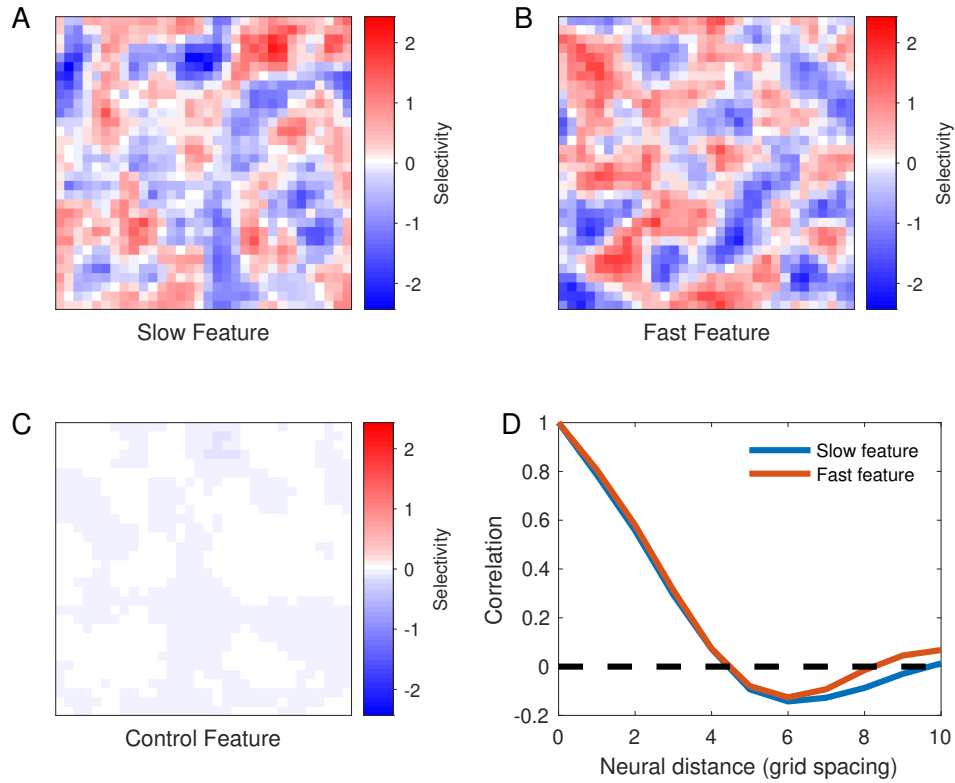 A
2
1
0
-1
-2
Selectivity
Slow Feature
B
2
1
0
-1
-2
Selectivity
Fast Feature
C
2
1
0
-1
-2
Selectivity
Control Feature
D
1
0.8
0.6
0.4
0.2
0
-0.2
Correlation
Slow feature
Fast feature
0 2 4 6 8 10
Neural distance (grid spacing)